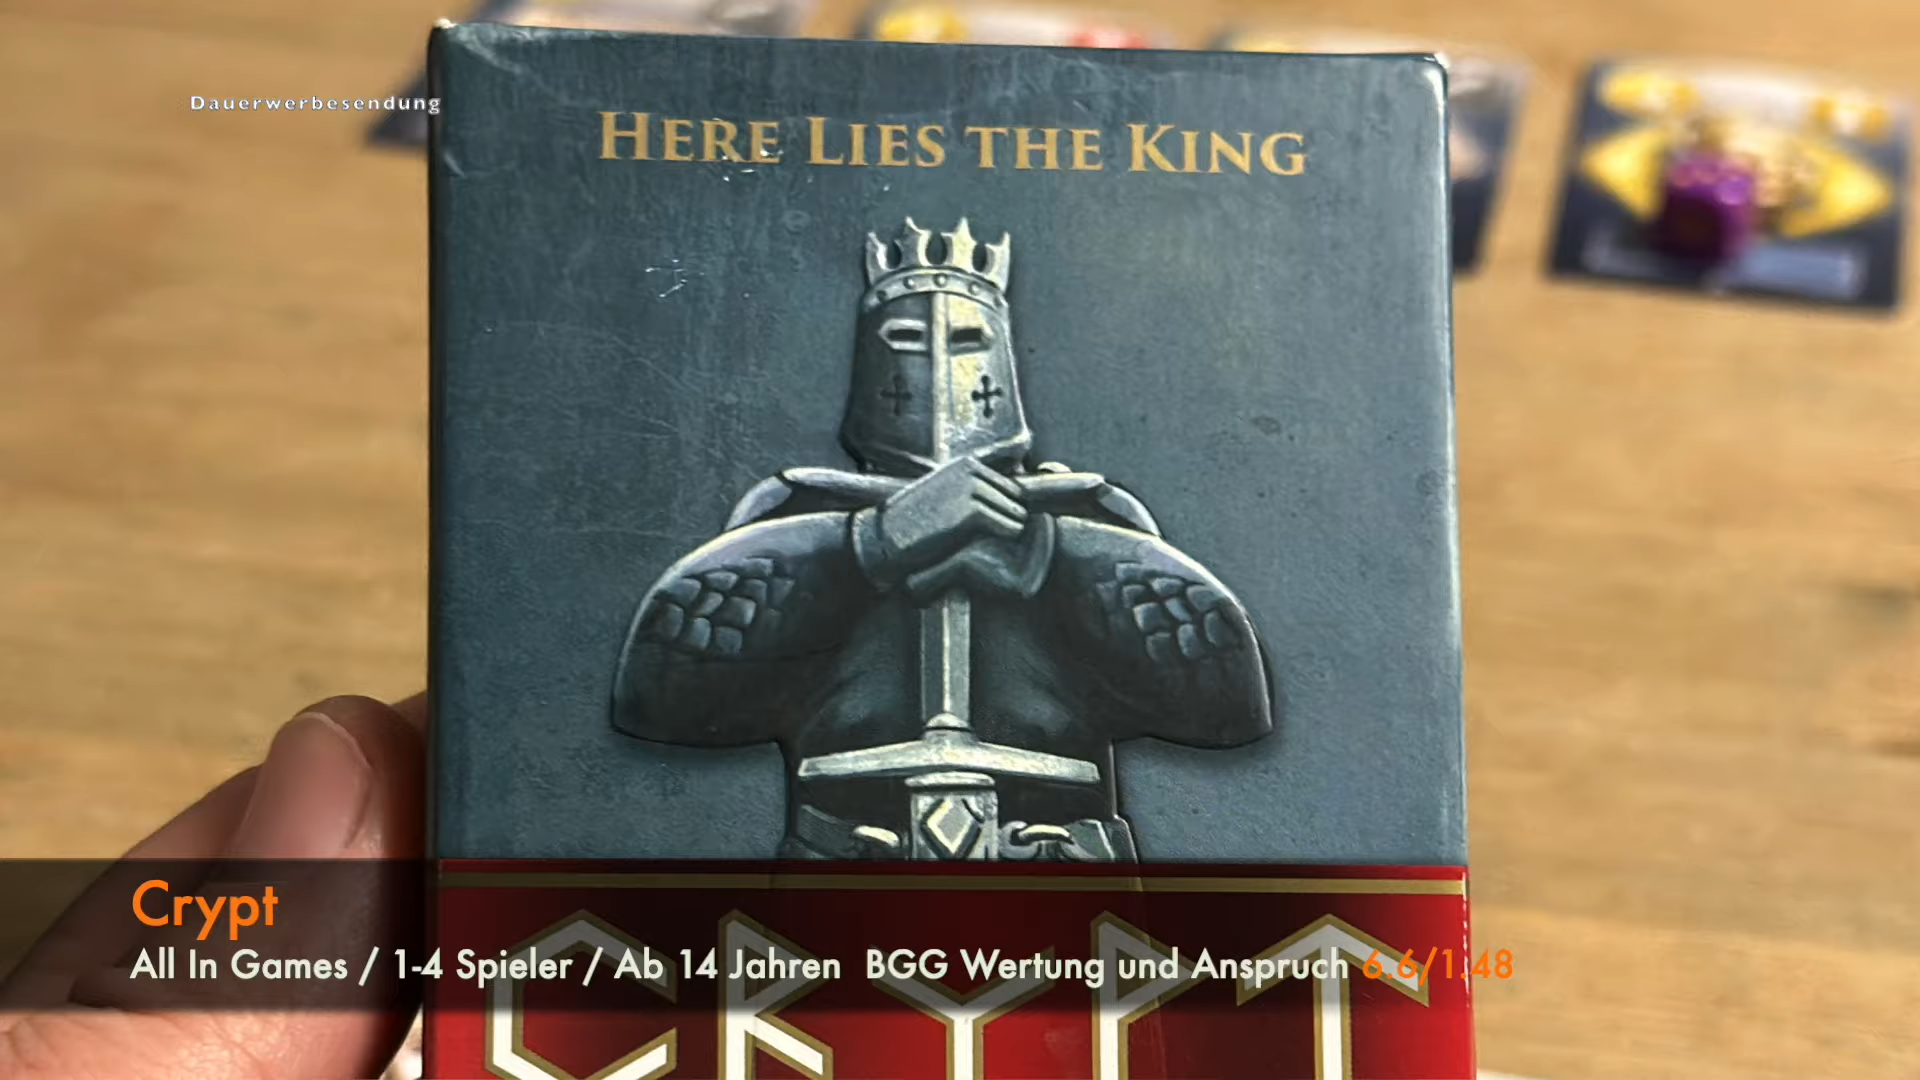 Dauerwerbesendung
HERE LIES THE KING
Crypt
All In Games / 1-4 Spieler / Ab 14 Jahren BGG Wertung und Anspruch 6.6/1.48
CRYPT